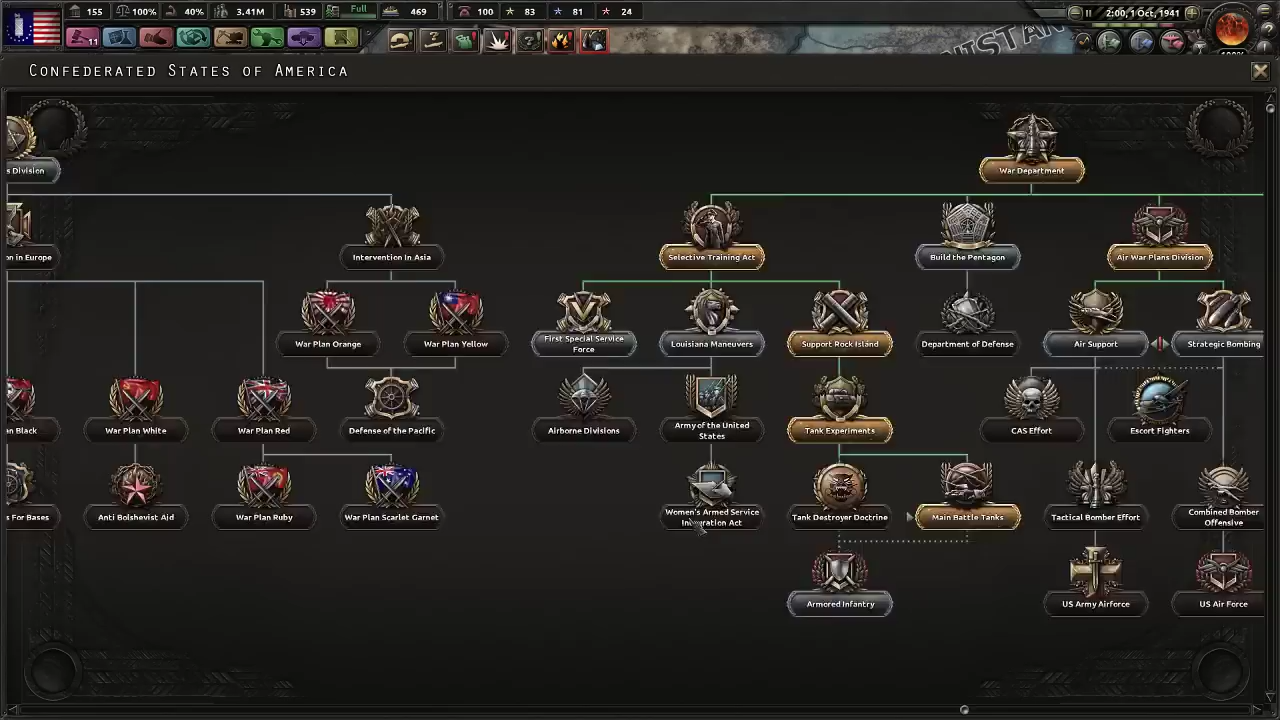 155 100% 40% 3.41M 539 Full 469 100 83 81 24 2:00, 1 Oct, 1941
11
Confederated States of America
s Division
War Department
on in Europe
Intervention In Asia
Selective Training Act
Build the Pentagon
Air War Plans Division
War Plan Orange
War Plan Yellow
First Special Service
Force
Louisiana Maneuvers
Support Rock Island
Department of Defense
Air Support
Strategic Bombing
an Black
War Plan White
War Plan Red
Defense of the Pacific
Airborne Divisions
Army of the United
States
Tank Experiments
CAS Effort
Escort Fighters
s For Bases
Anti Bolshevist Aid
War Plan Ruby
War Plan Scarlet Garnet
Women's Armed Service
Integration Act
Tank Destroyer Doctrine
Main Battle Tanks
Tactical Bomber Effort
Combined Bomber
Offensive
Armored Infantry
US Army Airforce
US Air Force